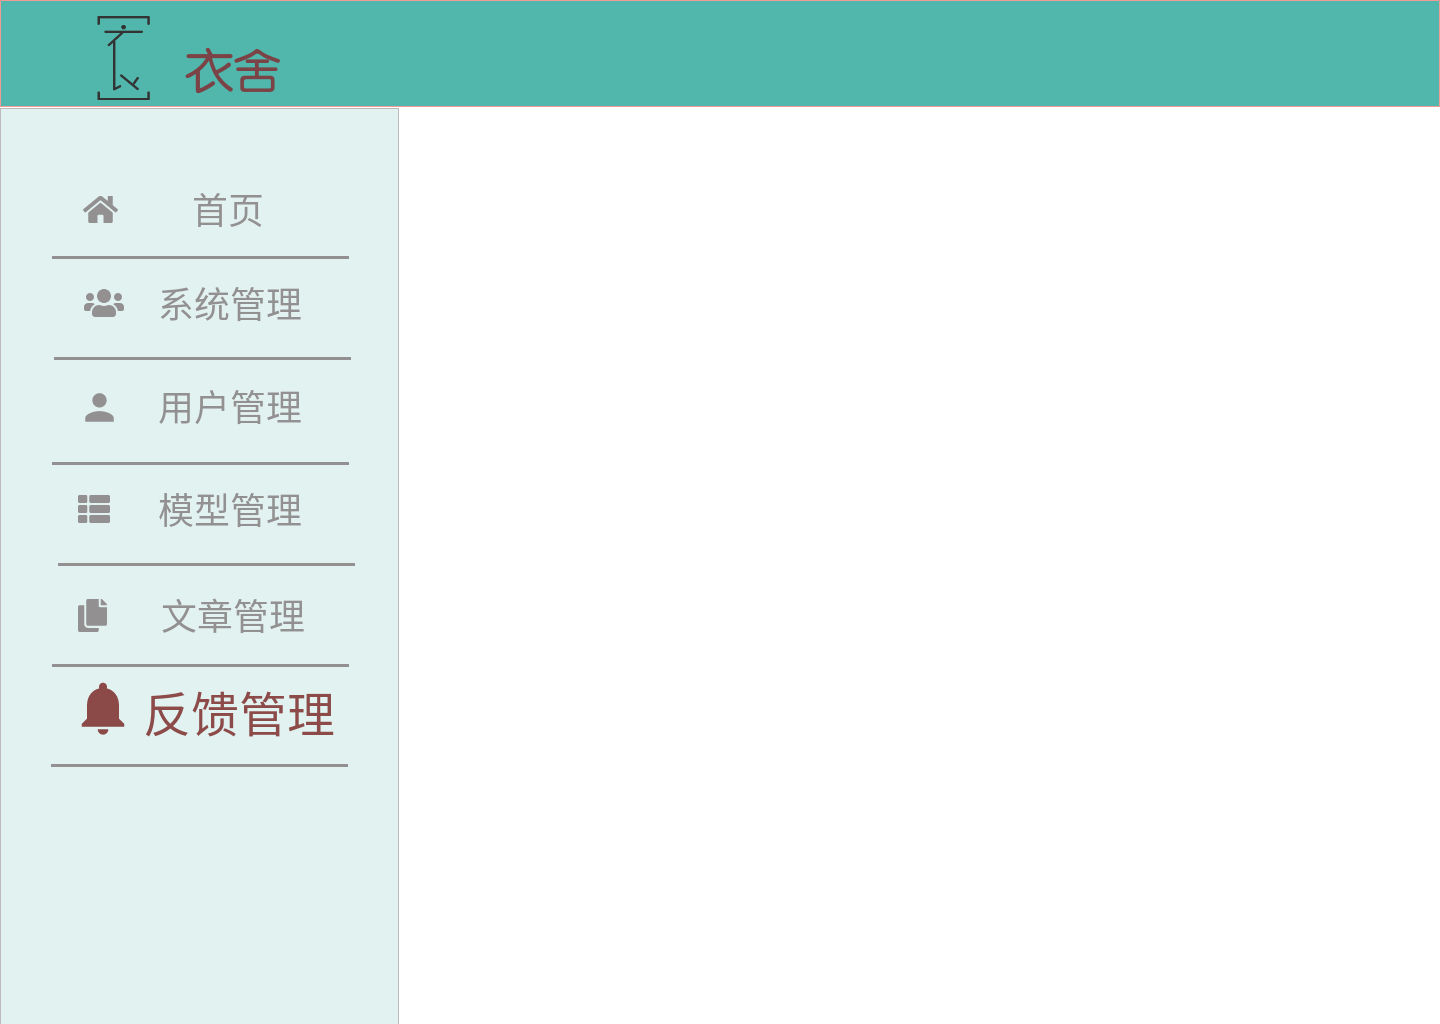 衣舍
首页
系统管理
用户管理
模型管理
文章管理
反馈管理